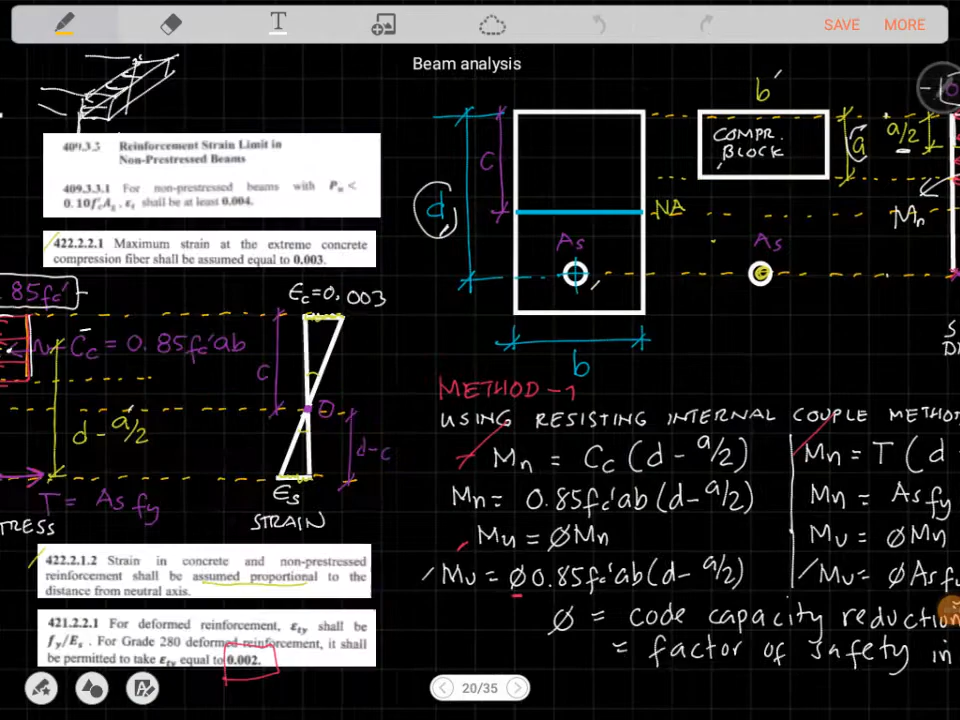 T
SAVE
MORE
Beam analysis
409.3.3 Reinforcement Strain Limit in
Non-Prestressed Beams
409.3.3.1 For non-prestressed beams with Pu <
0.10f'cAg, εt shall be at least 0.004.
422.2.2.1 Maximum strain at the extreme concrete
compression fiber shall be assumed equal to 0.003.
.85fc'
Ec=0.003
Cc = 0.85fc'ab
c
d - a/2
0
d-c
T = As fy
Es
TRESS
STRAIN
422.2.1.2 Strain in concrete and non-prestressed
reinforcement shall be assumed proportional to the
distance from neutral axis.
421.2.2.1 For deformed reinforcement, εty shall be
fy/Es. For Grade 280 deformed reinforcement, it shall
be permitted to take εty equal to 0.002.
b'
COMPR.
BLOCK
a
a/2
c
d
NA
Mn
As
As
b
S
METHOD-1
USING RESISTING INTERNAL COUPLE METHO
Mn = Cc (d - a/2)
Mn = T (d -
Mn = 0.85fc'ab(d-a/2)
Mn = Asfy
Mu = ØMn
Mu = ØMn
Mu = Ø0.85fc'ab(d-a/2)
Mu = ØAsfy
Ø = code capacity reduction
= factor of safety in
20/35